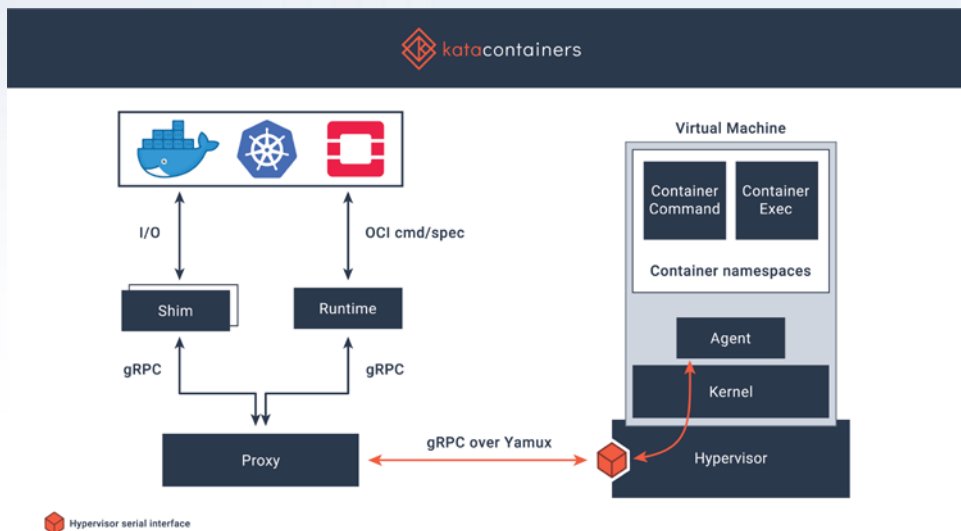 katacontainers
Virtual Machine
Container
Command
Container
Exec
I/O
OCI cmd/spec
Container namespaces
Shim
Runtime
Agent
gRPC
gRPC
Kernel
gRPC over Yamux
Proxy
Hypervisor
Hypervisor serial interface